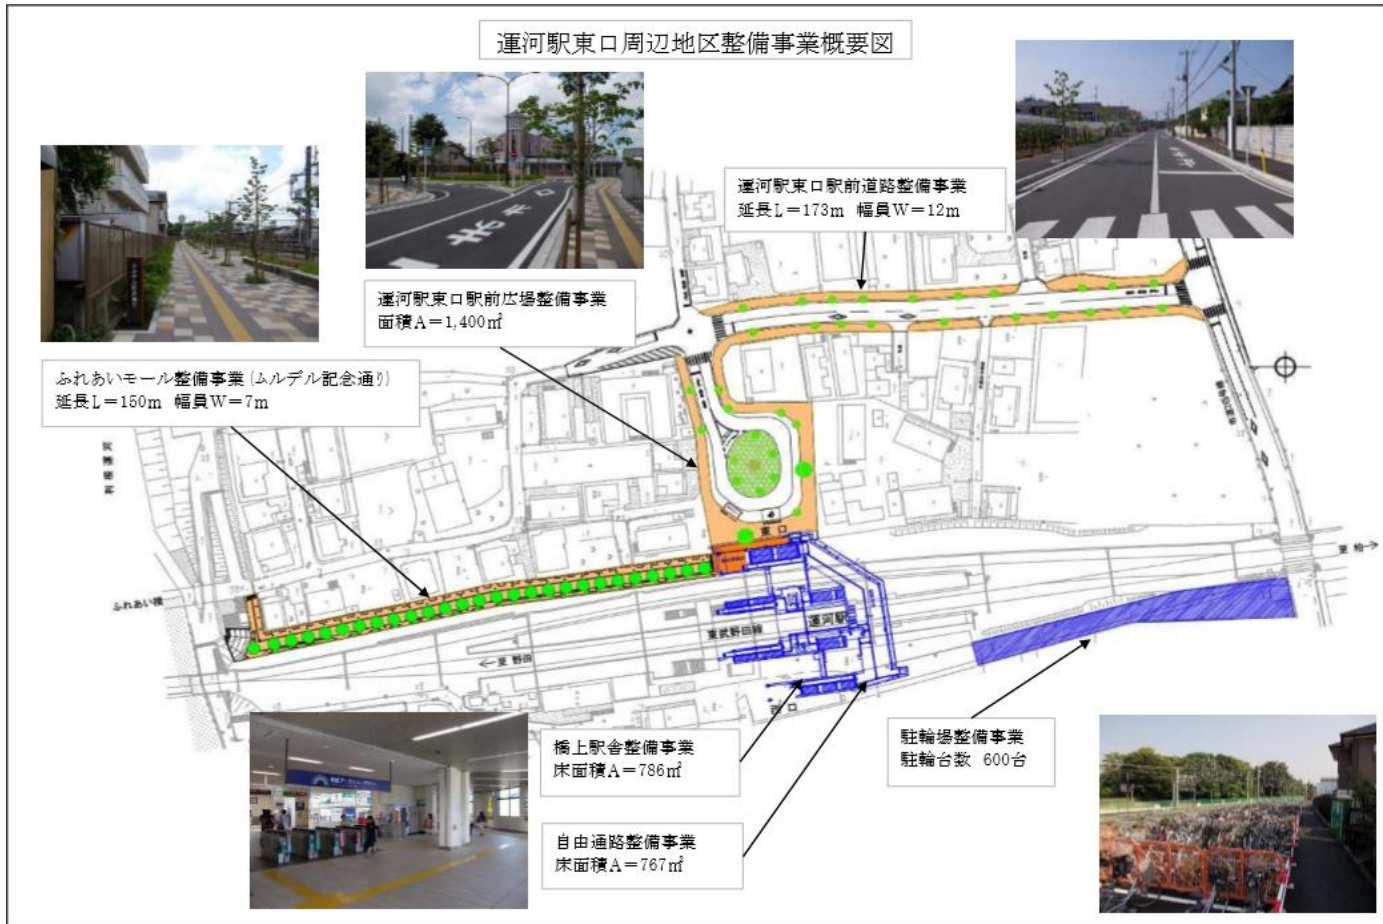 運河駅東口周辺地区整備事業概要図
運河駅東口駅前道路整備事業
延長L=173m 幅員W=12m
運河駅東口駅前広場整備事業
面積A=1,400㎡
ふれあいモール整備事業(ムルデル記念通り)
延長L=150m 幅員W=7m
利根運河
東口
至柏
ふれあい橋
運河駅
東武野田線
至野田
西口
橋上駅舎整備事業
床面積A=786㎡
駐輪場整備事業
駐輪台数 600台
自由通路整備事業
床面積A=767㎡